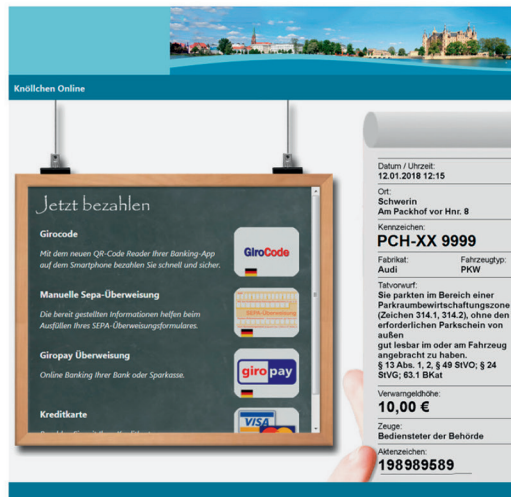 Knöllchen Online
Jetzt bezahlen
Girocode
Mit dem neuen QR-Code Reader Ihrer Banking-App
auf dem Smartphone bezahlen Sie schnell und sicher.
GiroCode
Manuelle Sepa-Überweisung
Die bereit gestellten Informationen helfen beim
Ausfüllen Ihres SEPA-Überweisungsformulares.
SEPA-Überweisung
Giropay Überweisung
Online Banking Ihrer Bank oder Sparkasse.
giro pay
Kreditkarte
VISA
Datum / Uhrzeit:
12.01.2018 12:15
Ort:
Schwerin
Am Packhof vor Hnr. 8
Kennzeichen:
PCH-XX 9999
Fabrikat: Fahrzeugtyp:
Audi PKW
Tatvorwurf:
Sie parkten im Bereich einer
Parkraumbewirtschaftungszone
(Zeichen 314.1, 314.2), ohne den
erforderlichen Parkschein von
außen
gut lesbar im oder am Fahrzeug
angebracht zu haben.
§ 13 Abs. 1, 2, § 49 StVO; § 24
StVG; 63.1 BKat
Verwarngeldhöhe:
10,00 €
Zeuge:
Bediensteter der Behörde
Aktenzeichen:
198989589